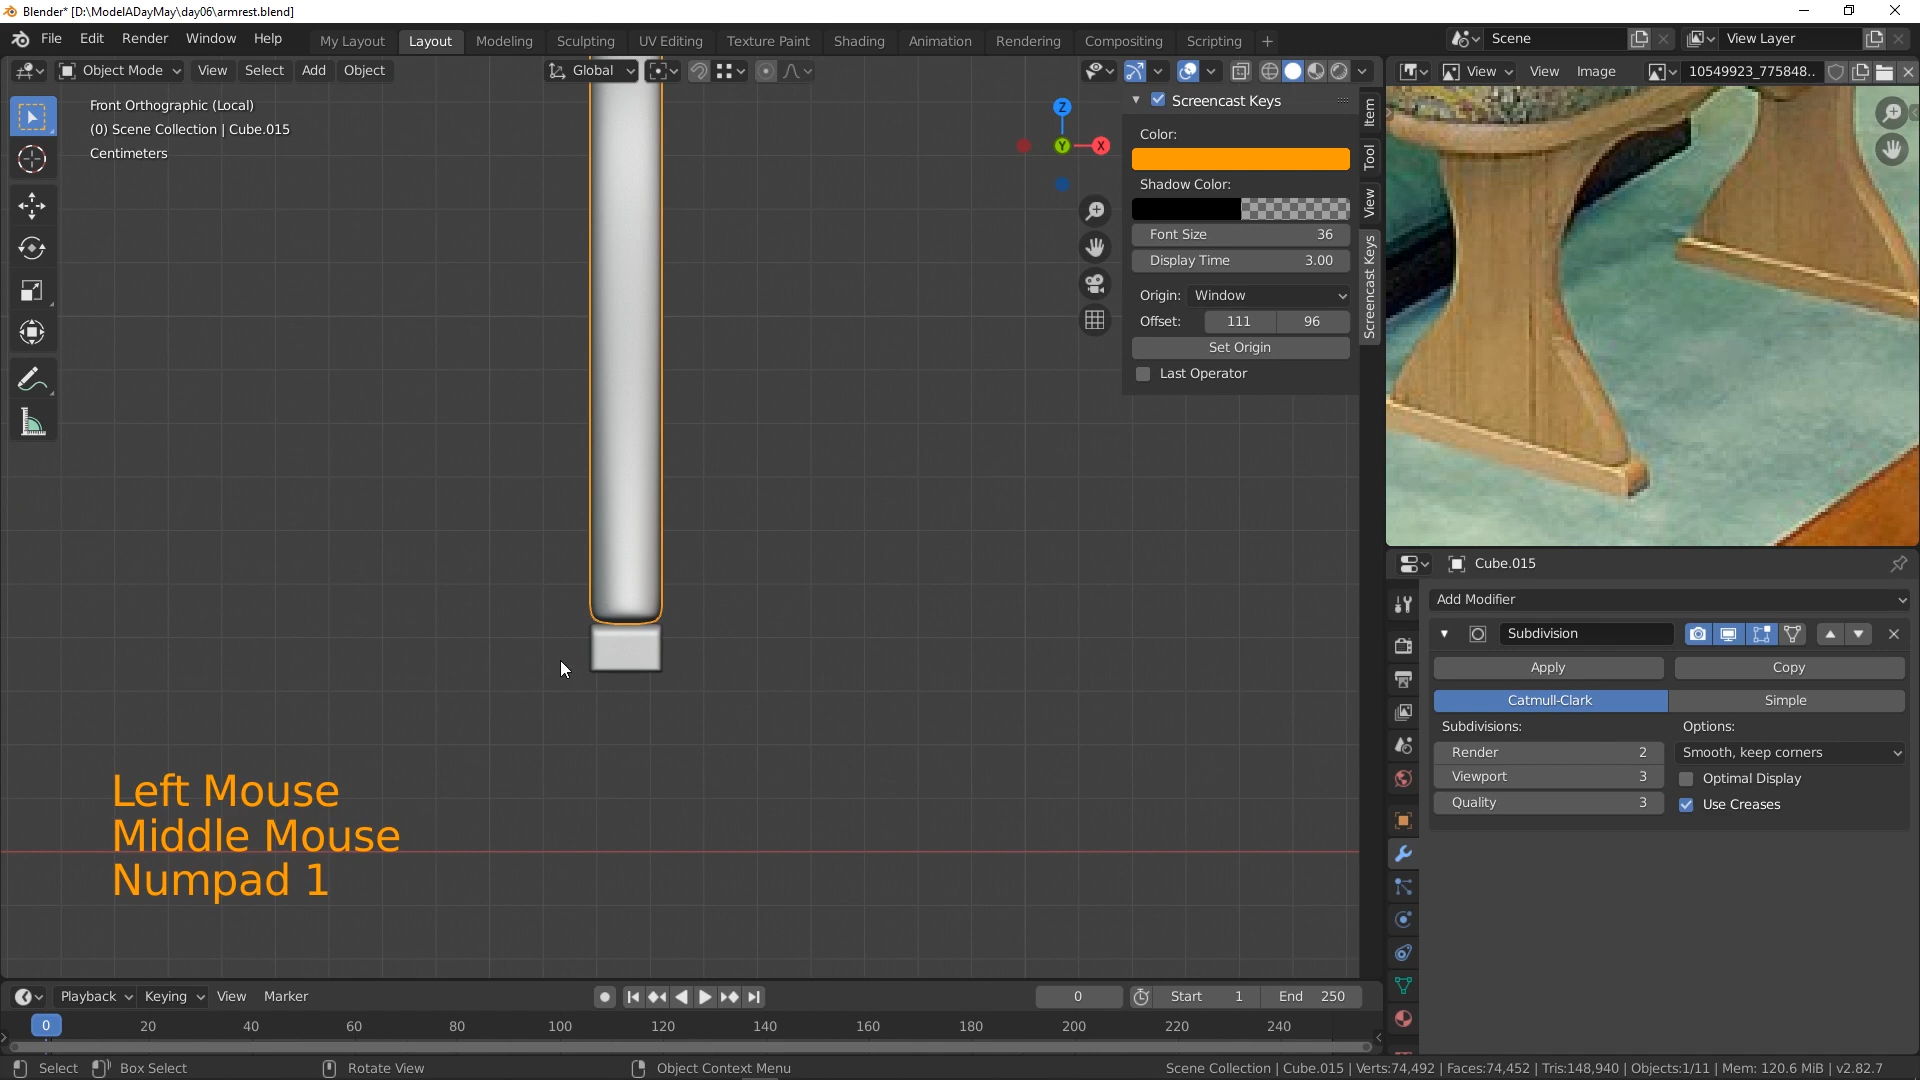 Blender* [D:\ModelADayMay\day06\armrest.blend]
File Edit Render Window Help My Layout Layout Modeling Sculpting UV Editing Texture Paint Shading Animation Rendering Compositing Scripting + Scene View Layer
Object Mode View Select Add Object Global View View Image 10549923_775848..
Front Orthographic (Local)
(0) Scene Collection | Cube.015
Centimeters
Z
Y
X
Screencast Keys
Color:
Shadow Color:
Font Size 36
Display Time 3.00
Origin: Window
Offset: 111 96
Set Origin
Last Operator
Item
Tool
View
Screencast Keys
Cube.015
Add Modifier
Subdivision
Apply Copy
Catmull-Clark Simple
Subdivisions: Options:
Render 2 Smooth, keep corners
Viewport 3 Optimal Display
Quality 3 Use Creases
Left Mouse
Middle Mouse
Numpad 1
Playback Keying View Marker 0 Start 1 End 250
0 20 40 60 80 100 120 140 160 180 200 220 240
Select Box Select Rotate View Object Context Menu Scene Collection | Cube.015 | Verts:74,492 | Faces:74,452 | Tris:148,940 | Objects:1/11 | Mem: 120.6 MiB | v2.82.7